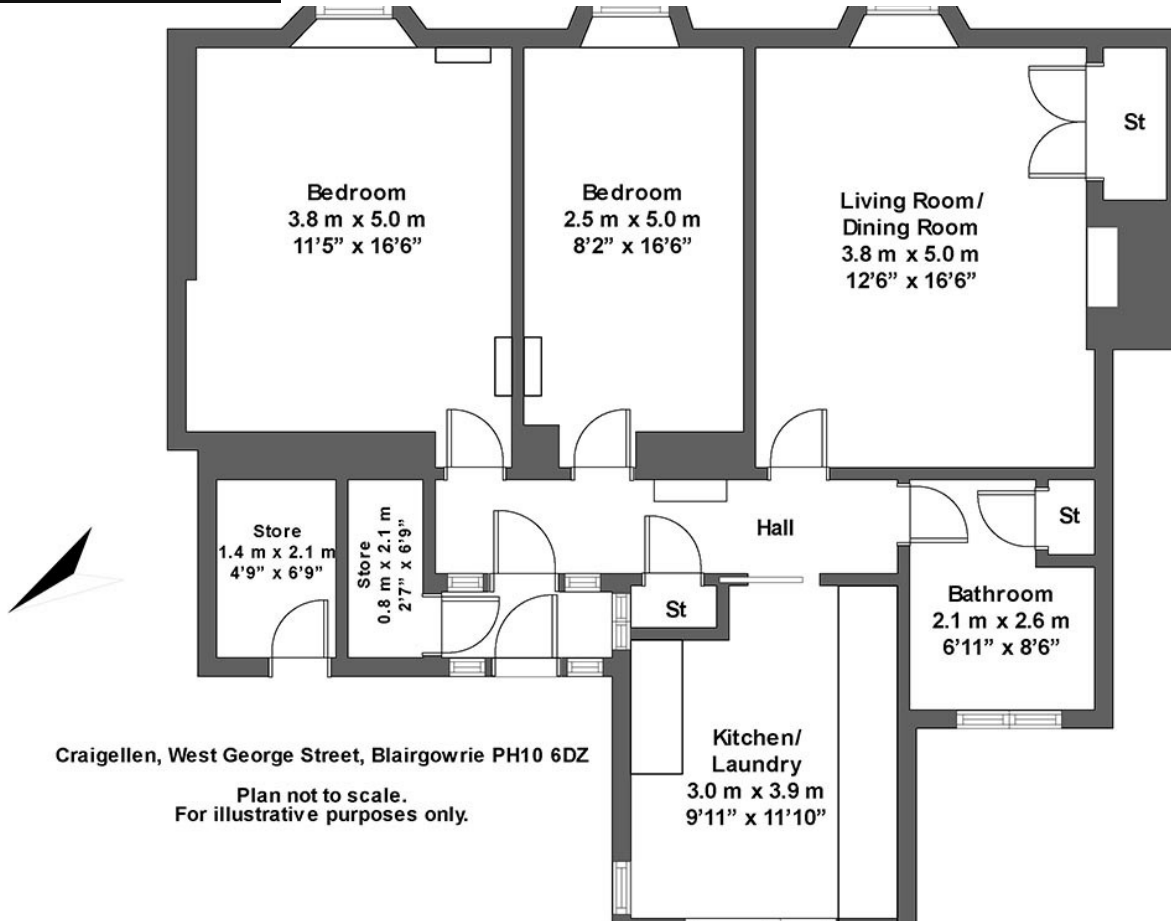 Bedroom
3.8 m x 5.0 m
11’5” x 16’6”
Bedroom
2.5 m x 5.0 m
8’2” x 16’6”
Living Room/
Dining Room
3.8 m x 5.0 m
12’6” x 16’6”
St
Store
1.4 m x 2.1 m
4’9” x 6’9”
Store
0.8 m x 2.1 m
2’7” x 6’9”
Hall
St
St
Bathroom
2.1 m x 2.6 m
6’11” x 8’6”
Kitchen/
Laundry
3.0 m x 3.9 m
9’11” x 11’10”
Craigellen, West George Street, Blairgowrie PH10 6DZ
Plan not to scale.
For illustrative purposes only.